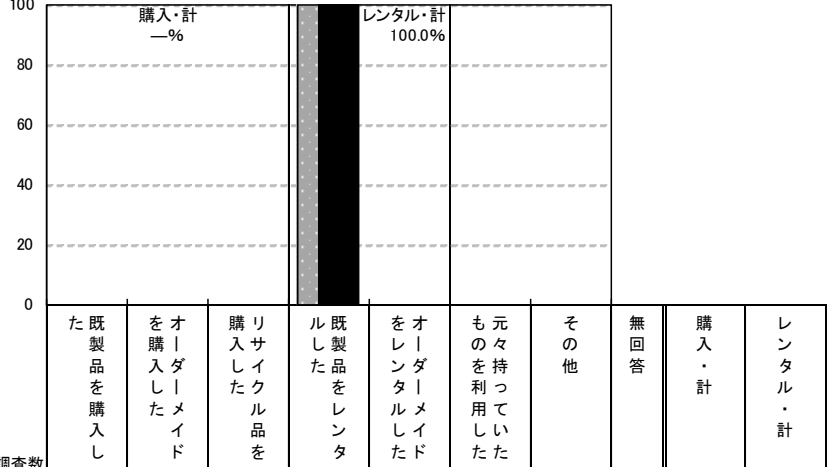 100
購入・計
―%
レンタル・計
100.0%
80
60
40
20
0
既製品を購入し
た
オーダーメイド
を購入した
リサイクル品を
購入した
既製品をレンタ
ルした
オーダーメイド
をレンタルした
元々持っていた
ものを利用した
その他
無回答
購入・計
レンタル・計
調査数